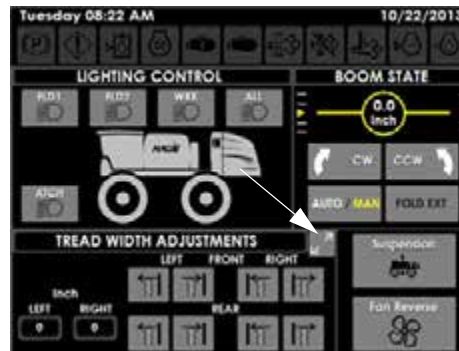 Tuesday 08:22 AM 10/22/2013
LIGHTING CONTROL
FLD1 FLD2 WRK ALL
HAGIE
ATCH
BOOM STATE
0.0
Inch
CW CCW
AUTO / MAN FOLD EXT
TREAD WIDTH ADJUSTMENTS
LEFT FRONT RIGHT
Inch
LEFT RIGHT
REAR
0 0
Suspension
Fan Reverse